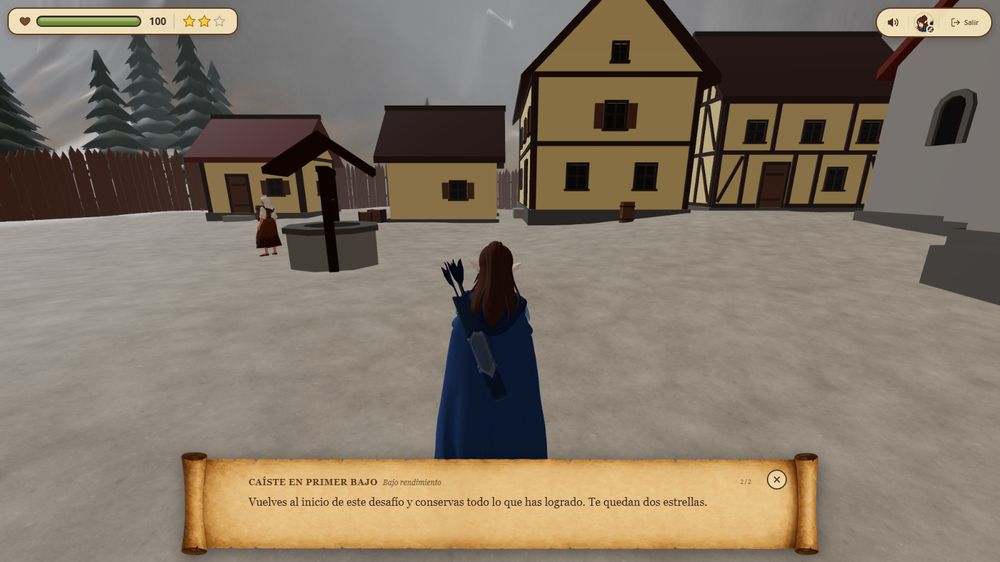 100
Salir
CAÍSTE EN PRIMER BAJO Bajo rendimiento
2/2
Vuelves al inicio de este desafío y conservas todo lo que has logrado. Te quedan dos estrellas.